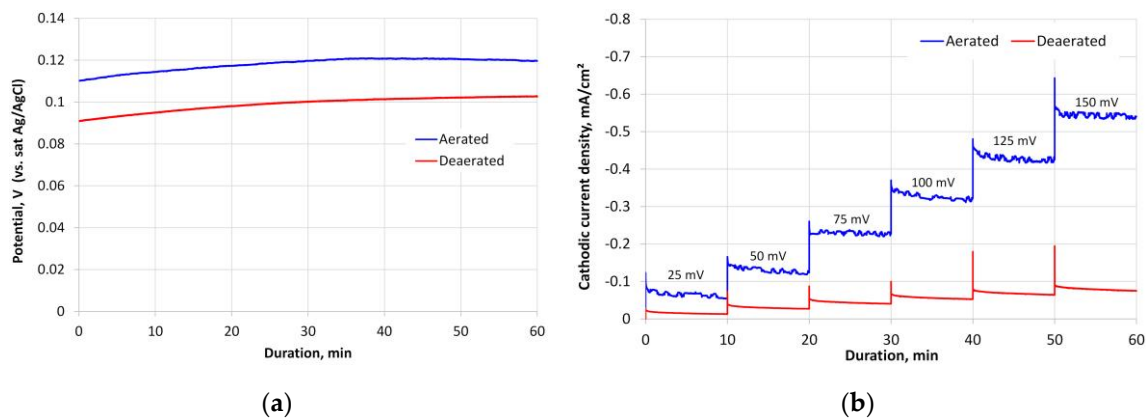 0.14
0.12
0.1
0.08
0.06
0.04
0.02
0
Potential, V (vs. sat Ag/AgCl)
Aerated
Deaerated
0 10 20 30 40 50 60
Duration, min
(a)
-0.8
-0.7
-0.6
-0.5
-0.4
-0.3
-0.2
-0.1
0
Cathodic current density, mA/cm²
Aerated Deaerated
25 mV
50 mV
75 mV
100 mV
125 mV
150 mV
0 10 20 30 40 50 60
Duration, min
(b)